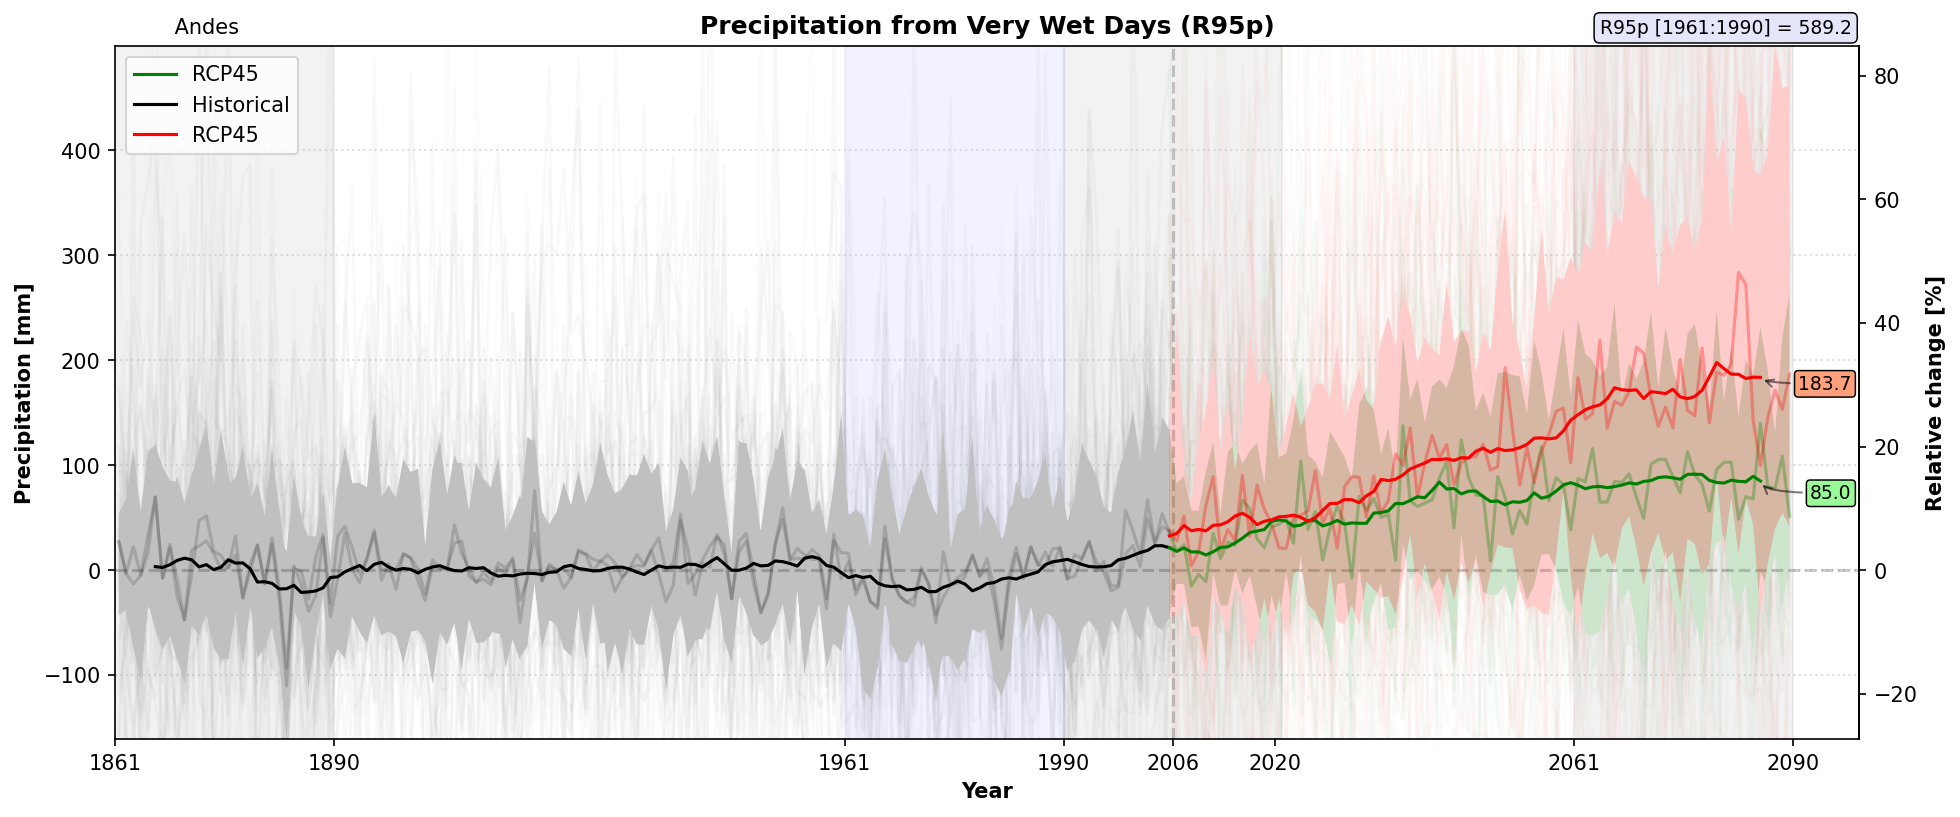 Andes
Precipitation from Very Wet Days (R95p)
R95p [1961:1990] = 589.2
RCP45
Historical
RCP45
400
300
200
100
0
−100
Precipitation [mm]
80
60
40
20
0
−20
Relative change [%]
183.7
85.0
1861
1890
1961
1990
2006
2020
2061
2090
Year